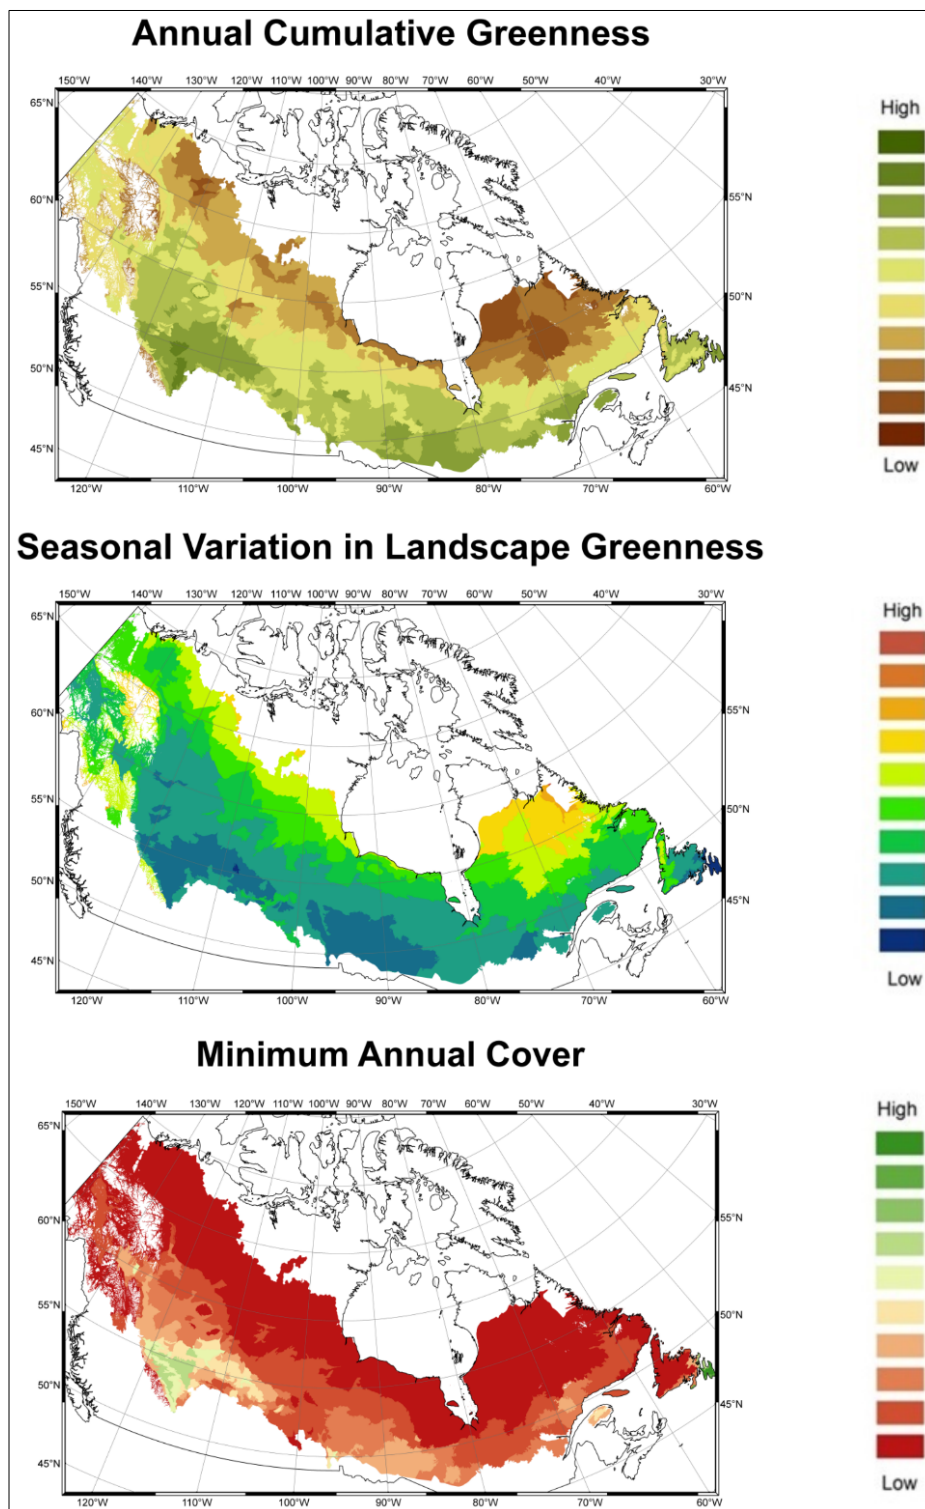 Annual Cumulative Greenness
150°W 140°W 130°W 120°W 110°W 100°W 90°W 80°W 70°W 60°W 50°W 40°W 30°W
65°N
High
60°N
55°N
55°N
50°N
50°N
45°N
45°N
Low
120°W 110°W 100°W 90°W 80°W 70°W 60°W
Seasonal Variation in Landscape Greenness
150°W 140°W 130°W 120°W 110°W 100°W 90°W 80°W 70°W 60°W 50°W 40°W 30°W
65°N
High
60°N
55°N
55°N
50°N
50°N
45°N
45°N
Low
120°W 110°W 100°W 90°W 80°W 70°W 60°W
Minimum Annual Cover
150°W 140°W 130°W 120°W 110°W 100°W 90°W 80°W 70°W 60°W 50°W 40°W 30°W
65°N
High
60°N
55°N
55°N
50°N
50°N
45°N
45°N
Low
120°W 110°W 100°W 90°W 80°W 70°W 60°W